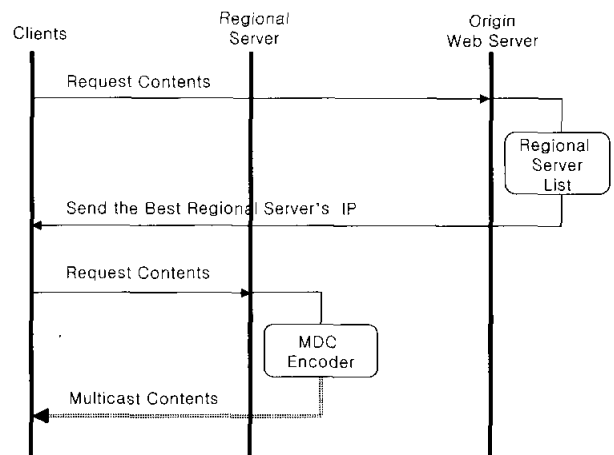 Clients
Regional
Server
Origin
Web Server
Request Contents
Regional
Server
List
Send the Best Regional Server's IP
Request Contents
MDC
Encoder
Multicast Contents